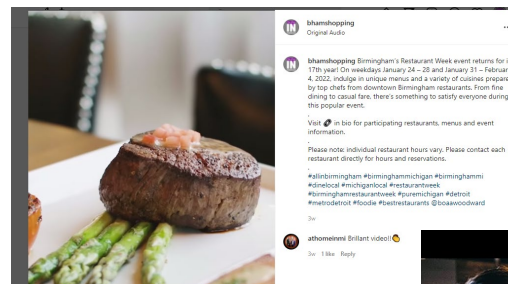 bhamshopping
Original Audio
bhamshopping Birmingham's Restaurant Week event returns for i
17th year! On weekdays January 24 – 28 and January 31 – Februar
4, 2022, indulge in unique menus and a variety of cuisines prepare
by top chefs from downtown Birmingham restaurants. From fine
dining to casual fare, there's something to satisfy everyone during
this popular event.
.
Visit 🔗 in bio for participating restaurants, menus and event
information.
.
Please note: individual restaurant hours vary. Please contact each
restaurant directly for hours and reservations.
.
#allinbirmingham #birminghammichigan #birminghammi
#dinelocal #michiganlocal #restaurantweek
#birminghamrestaurantweek #puremichigan #detroit
#metrodetroit #foodie #bestrestaurants @boaawoodward
3w
athomeinmi Brillant video!!👏
3w 1 like Reply